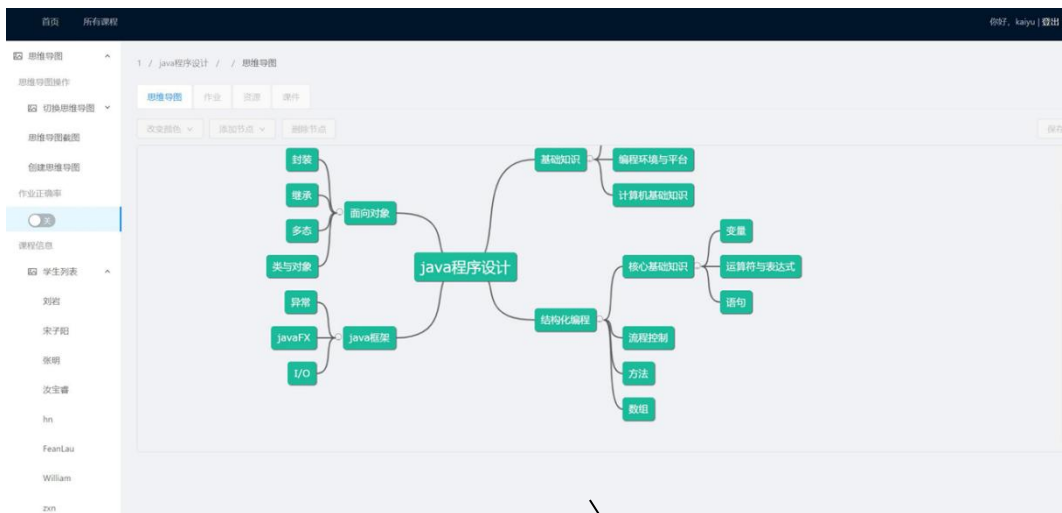 首页 所有课程
你好，kaiyu | 登出
思维导图
思维导图操作
切换思维导图
思维导图截图
创建思维导图
作业正确率
关
课程信息
学生列表
刘岩
宋子阳
张明
汝宝睿
hn
FeanLau
William
zxn
1 / java程序设计 / / 思维导图
思维导图 作业 资源 课件
改变颜色 添加节点 删除节点
保存
封装
继承
多态
类与对象
面向对象
异常
javaFX
I/O
java框架
java程序设计
基础知识
编程环境与平台
计算机基础知识
结构化编程
核心基础知识
变量
运算符与表达式
语句
流程控制
方法
数组